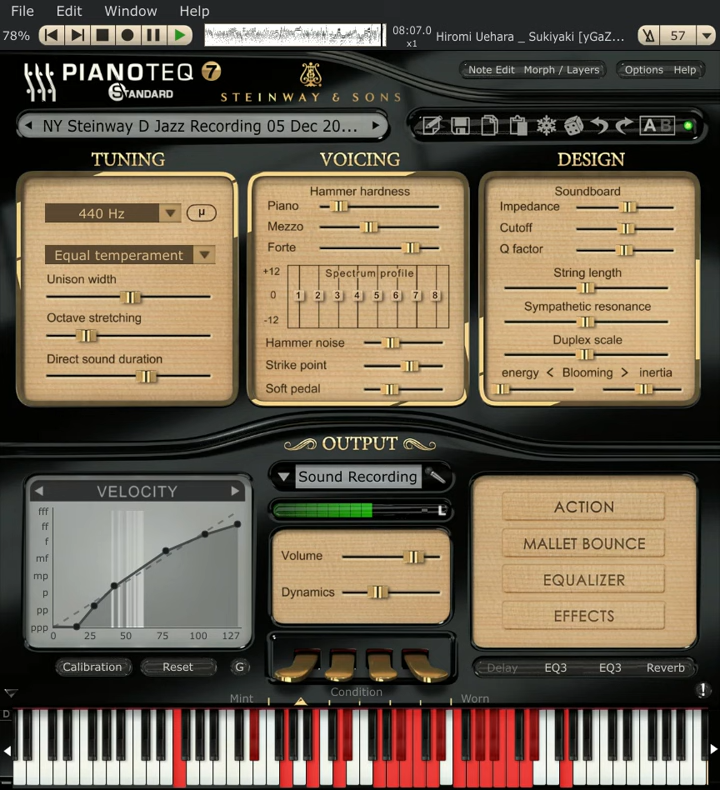 File Edit Window Help
78%
08:07.0
x1
Hiromi Uehara _ Sukiyaki [yGaZ...
57
PIANOTEQ 7
STANDARD
STEINWAY & SONS
Note Edit Morph / Layers
Options Help
NY Steinway D Jazz Recording 05 Dec 20...
A B
TUNING
440 Hz
μ
Equal temperament
Unison width
Octave stretching
Direct sound duration
VOICING
Hammer hardness
Piano
Mezzo
Forte
+12
0
-12
Spectrum profile
1 2 3 4 5 6 7 8
Hammer noise
Strike point
Soft pedal
DESIGN
Soundboard
Impedance
Cutoff
Q factor
String length
Sympathetic resonance
Duplex scale
energy < Blooming > inertia
OUTPUT
VELOCITY
fff
ff
f
mf
mp
p
pp
ppp
0 25 50 75 100 127
Calibration
Reset
G
Sound Recording
L
Volume
Dynamics
ACTION
MALLET BOUNCE
EQUALIZER
EFFECTS
Delay EQ3 EQ3 Reverb
Mint
Condition
Worn
!
D